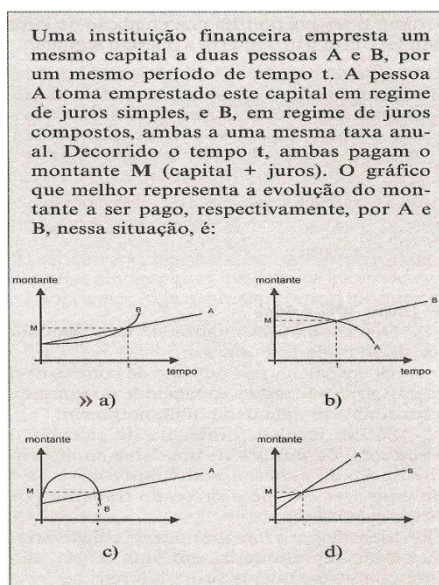 Uma instituição financeira empresta um
mesmo capital a duas pessoas A e B, por
um mesmo período de tempo t. A pessoa
A toma emprestado este capital em regime
de juros simples, e B, em regime de juros
compostos, ambas a uma mesma taxa anu-
al. Decorrido o tempo t, ambas pagam o
montante M (capital + juros). O gráfico
que melhor representa a evolução do mon-
tante a ser pago, respectivamente, por A e
B, nessa situação, é:
montante
B
A
M
t
tempo
» a)
montante
B
M
A
t
tempo
b)
montante
A
M
B
c)
montante
A
B
M
d)